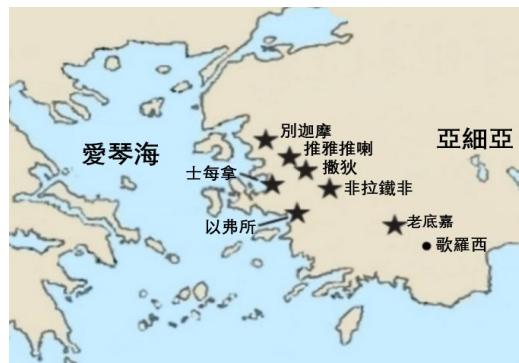 別迦摩
推雅推喇
愛琴海
亞細亞
撒狄
士每拿
非拉鐵非
以弗所
老底嘉
歌羅西